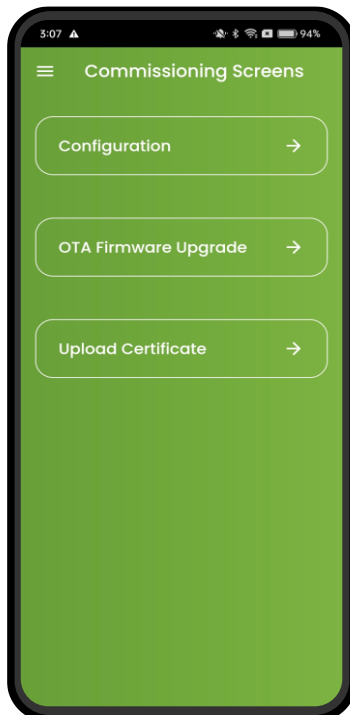 3:07 94%
Commissioning Screens
Configuration
OTA Firmware Upgrade
Upload Certificate